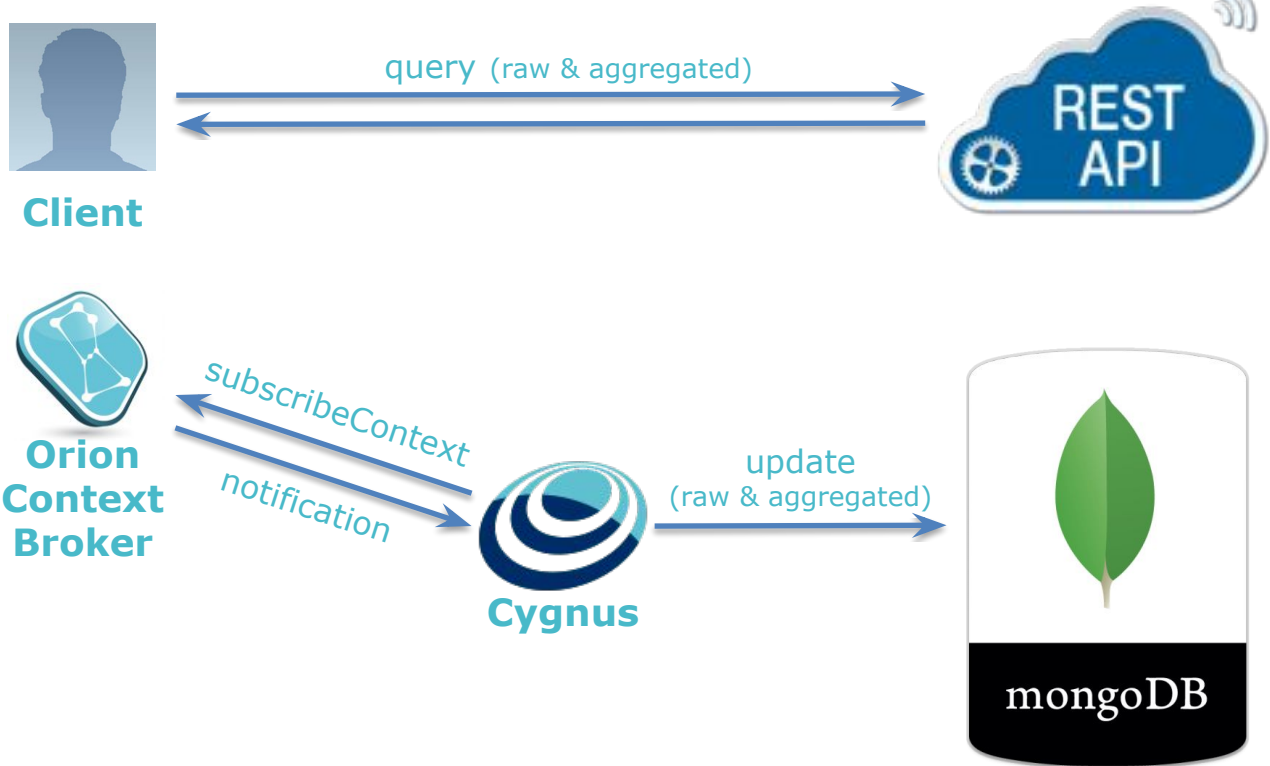 query (raw & aggregated)
REST
API
Client
subscribeContext
notification
Orion
Context
Broker
update
(raw & aggregated)
Cygnus
mongoDB